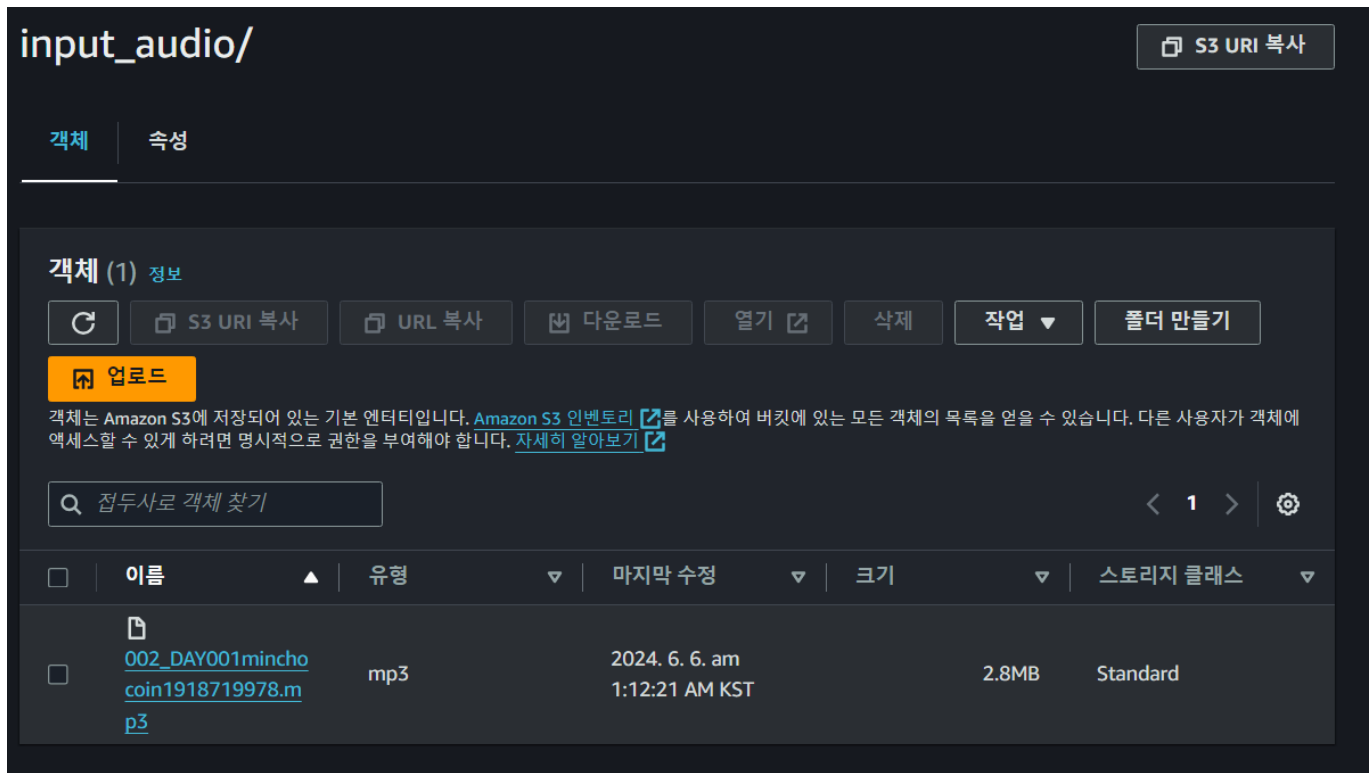 input_audio/
S3 URI 복사
객체 속성
객체 (1) 정보
S3 URI 복사 URL 복사 다운로드 열기 삭제 작업 폴더 만들기
업로드
객체는 Amazon S3에 저장되어 있는 기본 엔터티입니다. Amazon S3 인벤토리 를 사용하여 버킷에 있는 모든 객체의 목록을 얻을 수 있습니다. 다른 사용자가 객체에
액세스할 수 있게 하려면 명시적으로 권한을 부여해야 합니다. 자세히 알아보기
접두사로 객체 찾기
1
이름 유형 마지막 수정 크기 스토리지 클래스
002_DAY001mincho
coin1918719978.m
p3
mp3
2024. 6. 6. am
1:12:21 AM KST
2.8MB
Standard